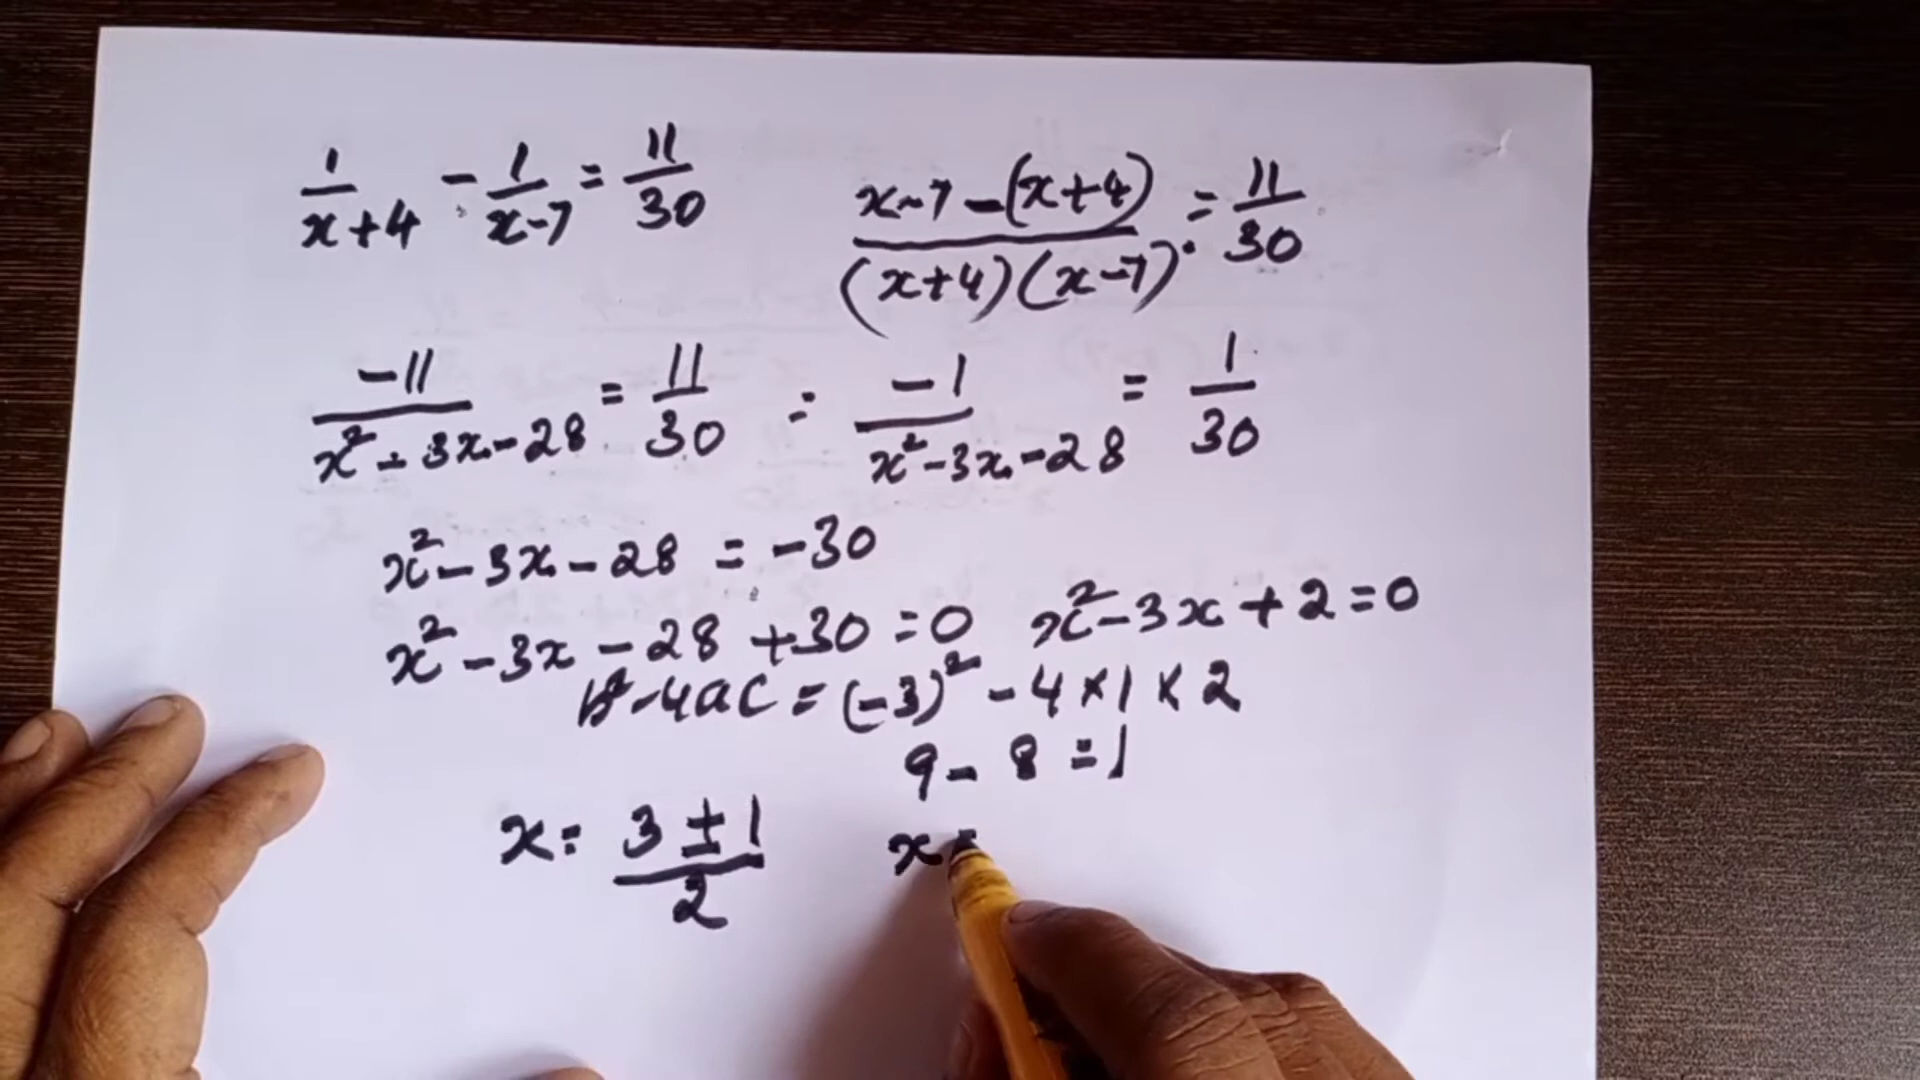 1/(x+4) - 1/(x-7) = 11/30
(x-7-(x+4))/((x+4)(x-7)) = 11/30
-11/(x²-3x-28) = 11/30 = -1/(x²-3x-28) = 1/30
x²-3x-28 = -30
x²-3x-28+30=0 x²-3x+2=0
b²-4ac = (-3)²-4×1×2
9-8=1
x = (3±1)/2 x=